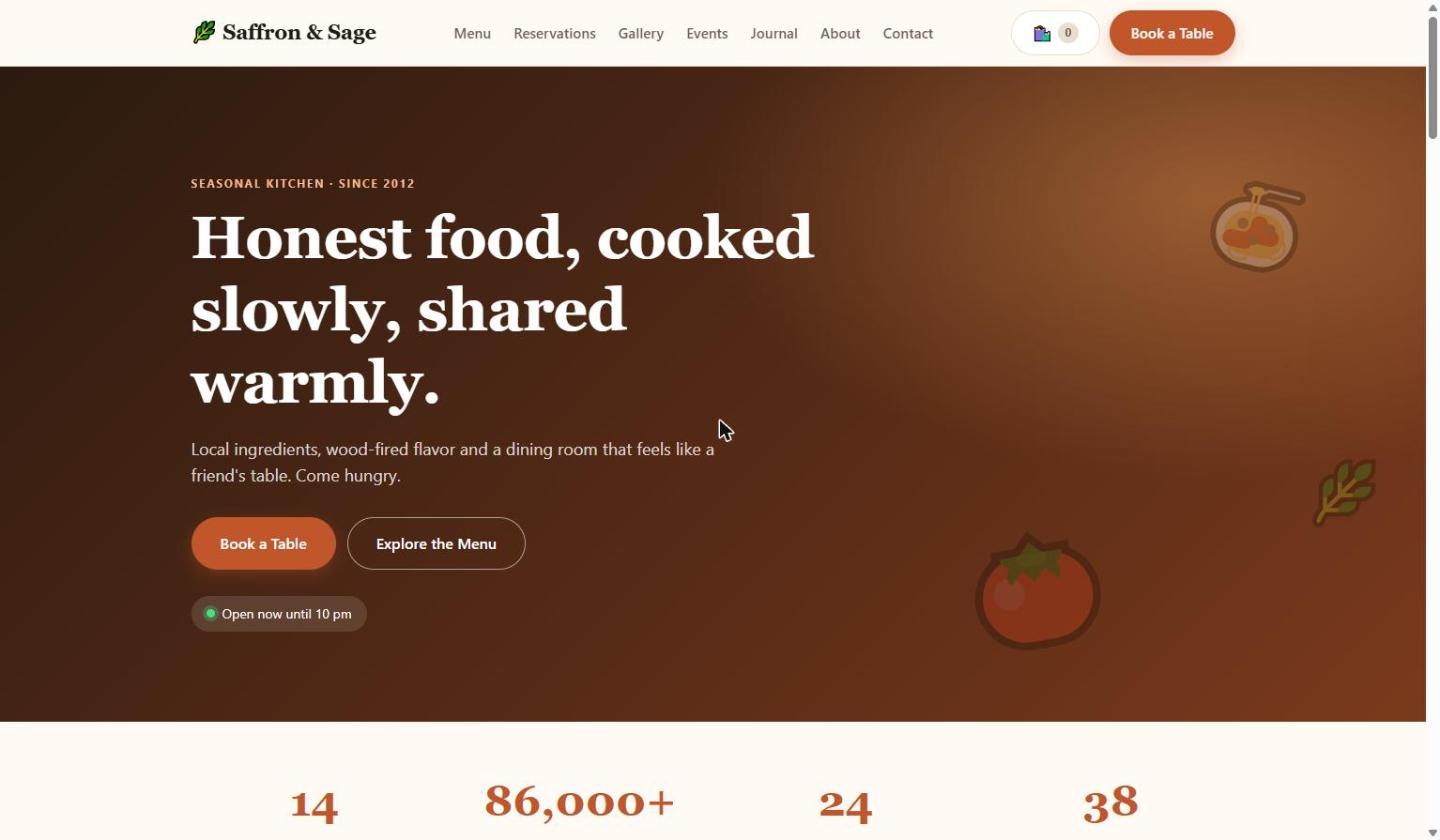 Saffron & Sage
Menu
Reservations
Gallery
Events
Journal
About
Contact
0
Book a Table
SEASONAL KITCHEN · SINCE 2012
Honest food, cooked
slowly, shared
warmly.
Local ingredients, wood-fired flavor and a dining room that feels like a
friend's table. Come hungry.
Book a Table
Explore the Menu
Open now until 10 pm
14
86,000+
24
38